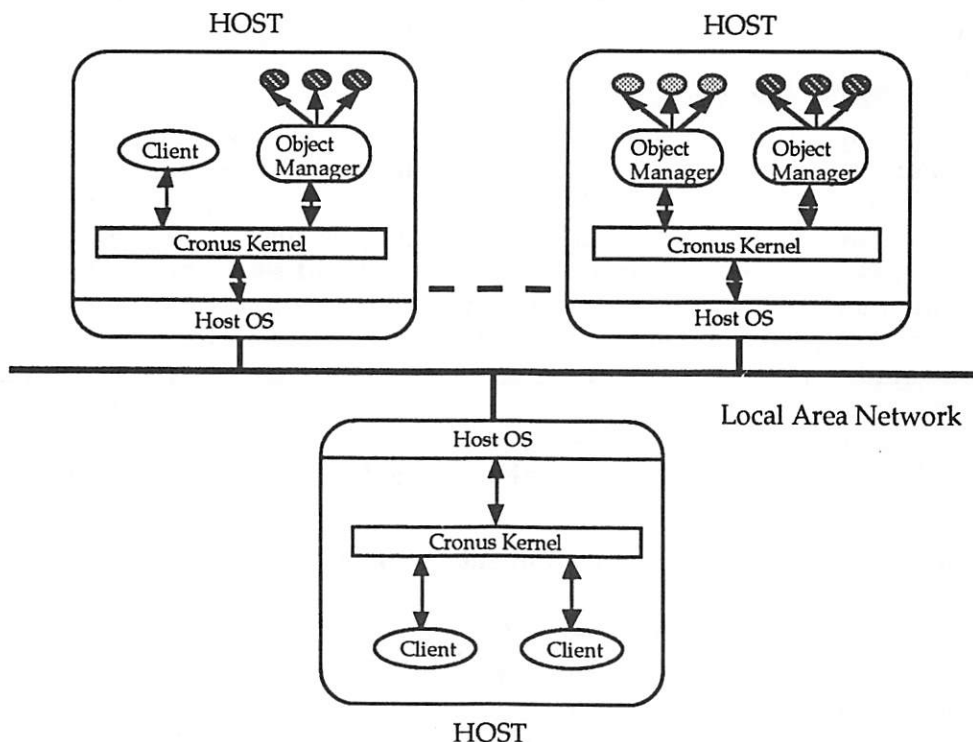 HOST
HOST
Client
Object
Manager
Object
Manager
Object
Manager
Cronus Kernel
Cronus Kernel
Host OS
Host OS
Local Area Network
Host OS
Cronus Kernel
Client
Client
HOST